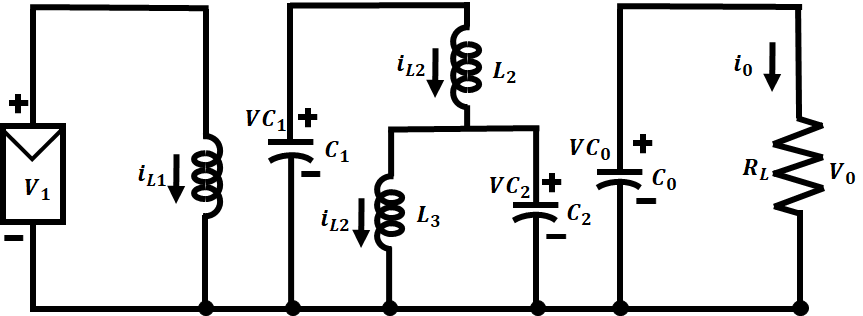 +
V1
−
iL1
VC1
+
C1
−
iL2
L2
iL2
L3
VC2
+
C2
−
VC0
+
C0
−
i0
RL
V0